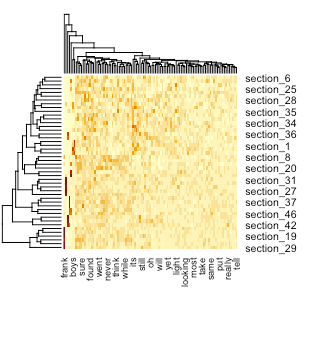 section_6
section_25
section_28
section_35
section_34
section_36
section_1
section_8
section_20
section_31
section_27
section_37
section_46
section_42
section_19
section_29
frank
boys
sure
found
went
never
think
while
its
still
oh
will
yet
light
looking
most
take
same
put
really
tell